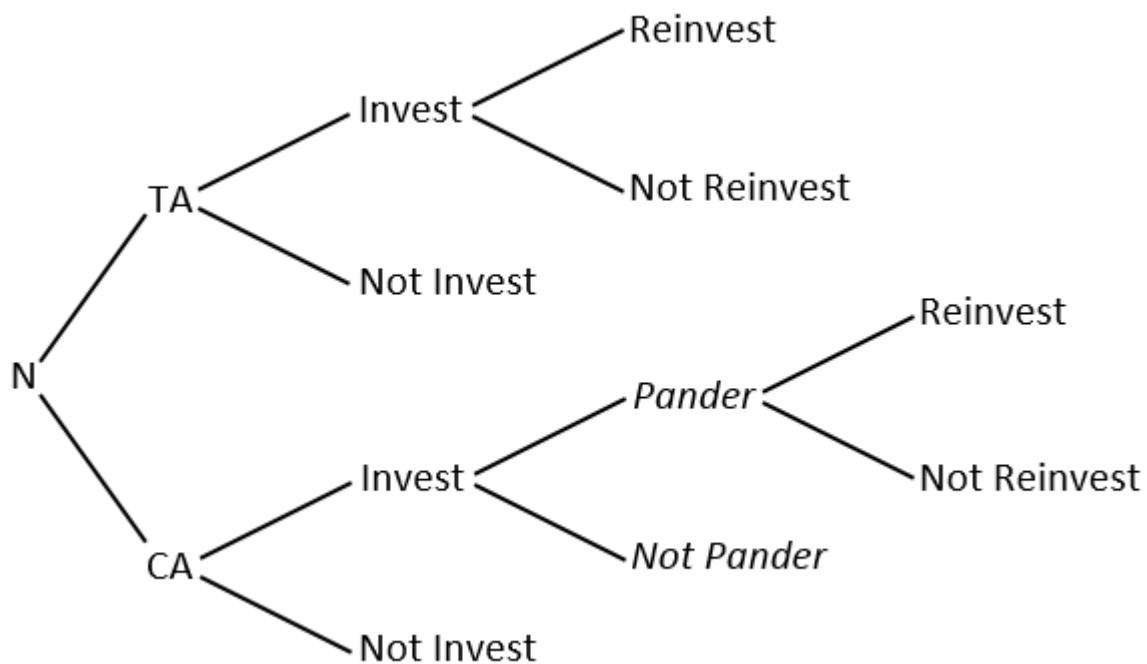 Reinvest
Invest
Not Reinvest
TA
Not Invest
Reinvest
N
Pander
Invest
Not Reinvest
Not Pander
CA
Not Invest